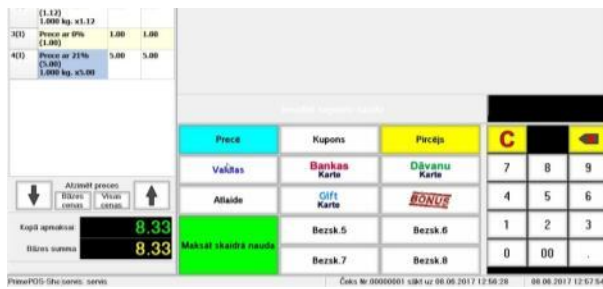 (1.12)
1.000 kg. x1.12
3(1) Prece ar 0% 1.00 1.00
(1.00)
4(1) Prece ar 21% 5.00 5.00
(5.00)
1.000 kg. x5.00
Precē Kupons Pircējs
Valūtas Bankas Karte Dāvanu Karte
Atlaide Gift Karte BONUS
Maksāt skaidrā naudā Bezsk.5 Bezsk.6
Bezsk.7 Bezsk.8
C
7 8 9
4 5 6
1 2 3
0 00 .
Atzīmēt preces
Bāzes cenas Visas cenas
Kopā apmaksai 8.33
Bāzes summa 8.33
PrimePOS-Sho servis: servis
Čeks Nr.00000001 sākt uz 08.06.2017 12:56:28
08.06.2017 12:57:54